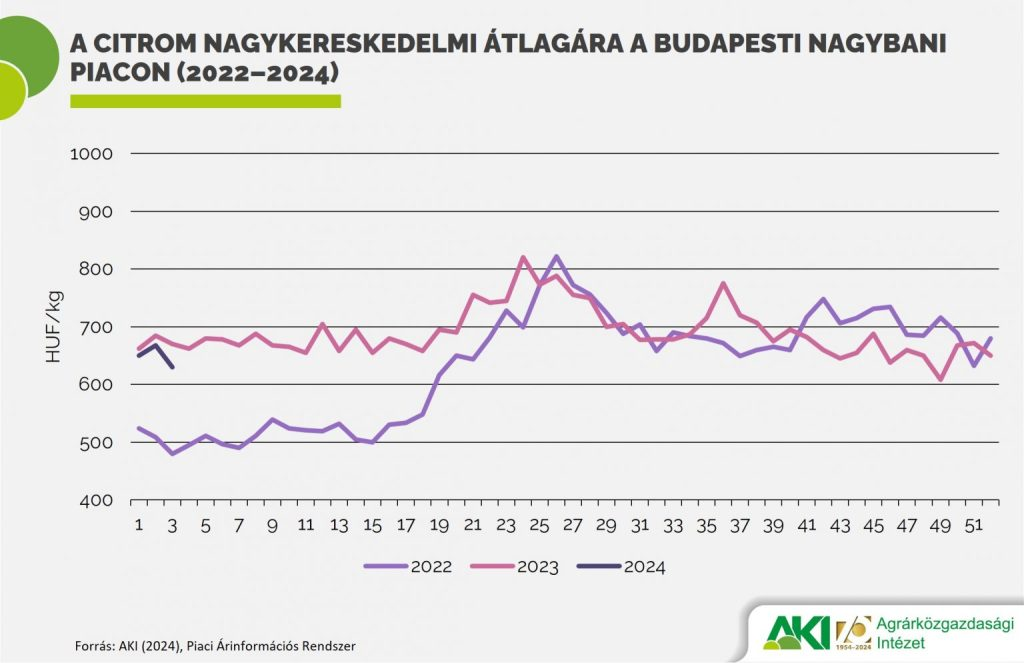 A CITROM NAGYKERESKEDELMI ÁTLAGÁRA A BUDAPESTI NAGYBANI
PIACON (2022–2024)
HUF/kg
1000
900
800
700
600
500
400
1 3 5 7 9 11 13 15 17 19 21 23 25 27 29 31 33 35 37 39 41 43 45 47 49 51
2022 2023 2024
Forrás: AKI (2024), Piaci Árinformációs Rendszer
AKI
1954-2024
Agrárközgazdasági
Intézet